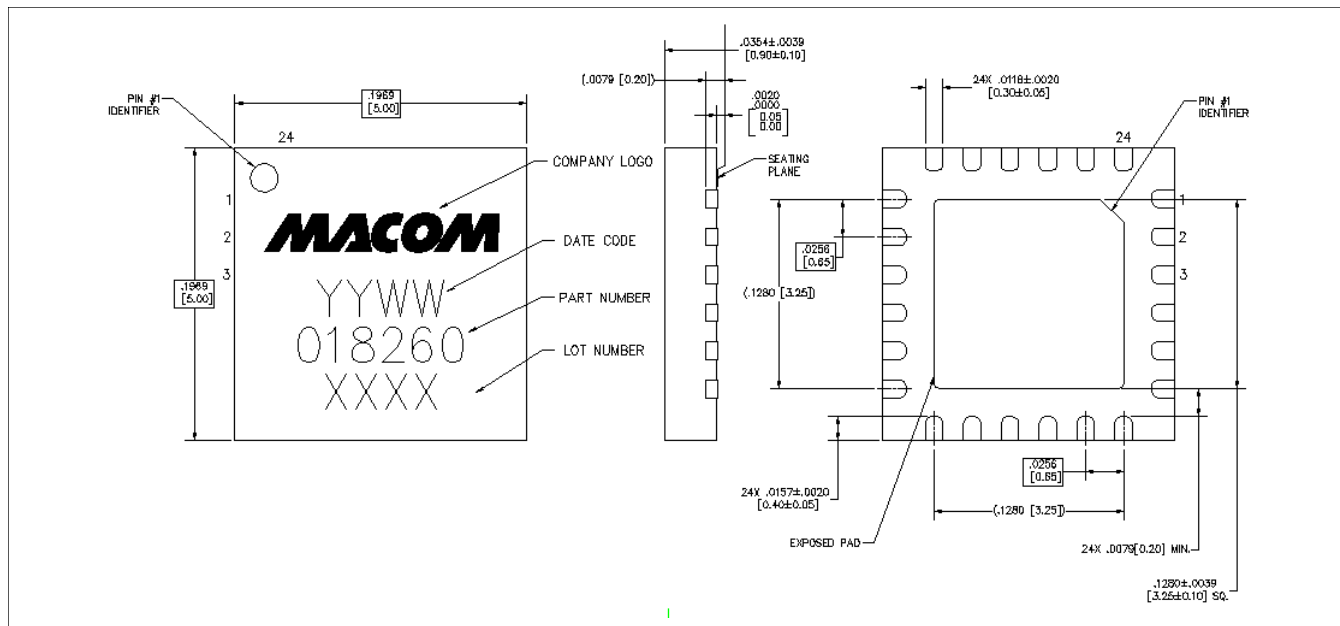 PIN #1
IDENTIFIER
.1969
[5.00]
24
1
2
3
.1969
[5.00]
COMPANY LOGO
MACOM
DATE CODE
YYWW
PART NUMBER
018260
LOT NUMBER
XXXX
.0354±.0039
[0.90±0.10]
(.0079 [0.20])
.0020
.0000
[0.05
0.00]
SEATING
PLANE
24X .0118±.0020
[0.30±0.05]
PIN #1
IDENTIFIER
24
1
2
3
.0256
[0.65]
(.1280 [3.25])
24X .0157±.0020
[0.40±0.05]
EXPOSED PAD
.0256
[0.65]
(.1280 [3.25])
24X .0079[0.20] MIN.
.1280±.0039
[3.25±0.10] SQ.